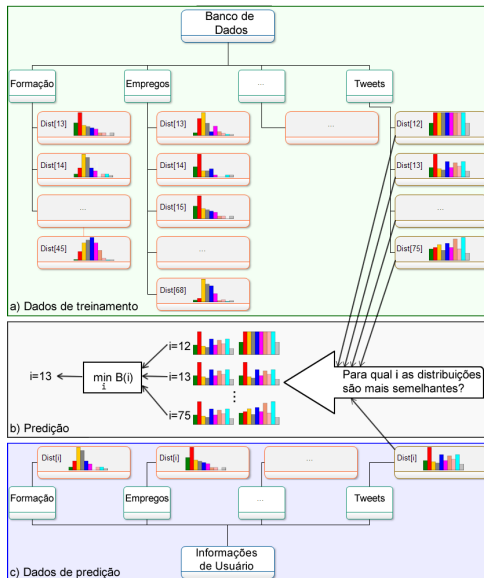 Banco de
Dados
Formação
Empregos
...
Tweets
Dist[13]
Dist[13]
...
Dist[12]
Dist[14]
Dist[14]
Dist[13]
...
Dist[15]
...
Dist[45]
...
Dist[75]
Dist[68]
a) Dados de treinamento
i=12
i=13
min B(i)
i
i=13
i=75
Para qual i as distribuições
são mais semelhantes?
b) Predição
Dist[i]
Dist[i]
...
Dist[i]
Formação
Empregos
...
Tweets
Informações
de Usuário
c) Dados de predição